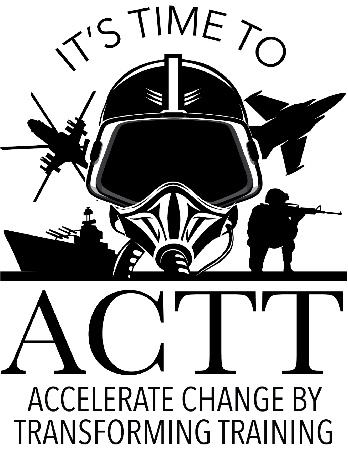 IT'S TIME TO
ACTT
ACCELERATE CHANGE BY
TRANSFORMING TRAINING